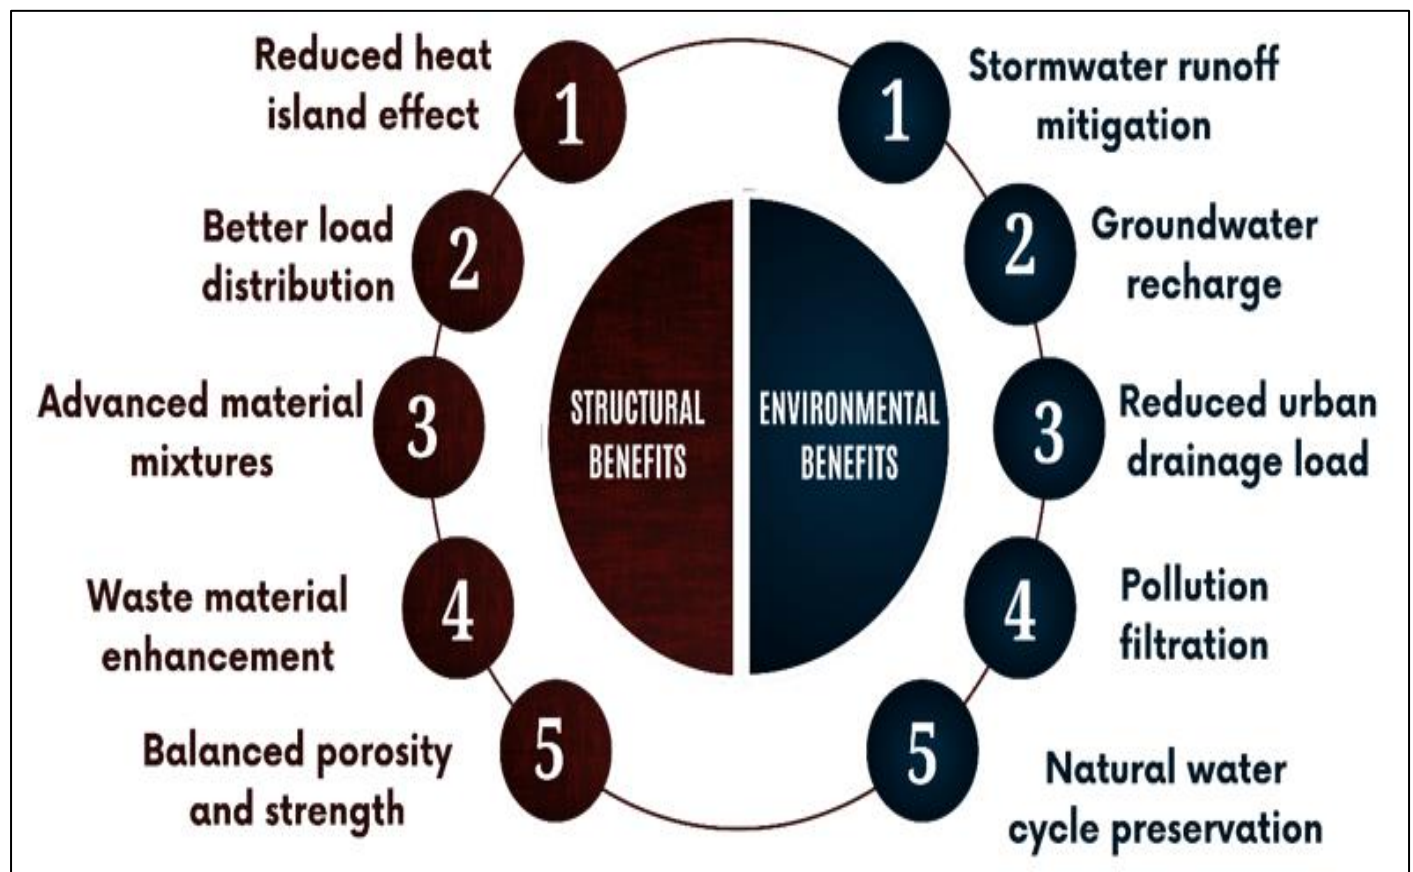 STRUCTURAL
BENEFITS
1
Reduced heat
island effect
2
Better load
distribution
3
Advanced material
mixtures
4
Waste material
enhancement
5
Balanced porosity
and strength
ENVIRONMENTAL
BENEFITS
1
Stormwater runoff
mitigation
2
Groundwater
recharge
3
Reduced urban
drainage load
4
Pollution
filtration
5
Natural water
cycle preservation